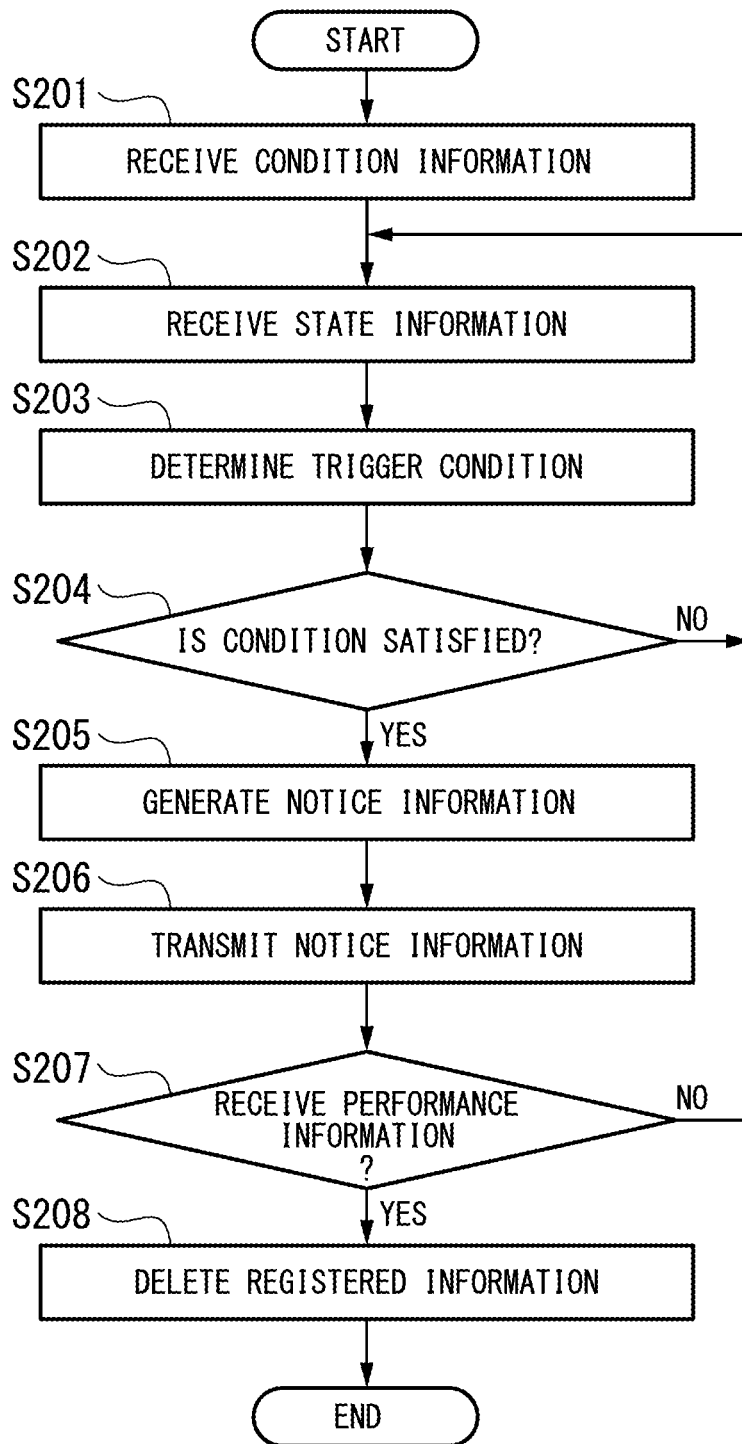 START
S201
RECEIVE CONDITION INFORMATION
S202
RECEIVE STATE INFORMATION
S203
DETERMINE TRIGGER CONDITION
S204
IS CONDITION SATISFIED?
NO
YES
S205
GENERATE NOTICE INFORMATION
S206
TRANSMIT NOTICE INFORMATION
S207
RECEIVE PERFORMANCE
INFORMATION
?
NO
YES
S208
DELETE REGISTERED INFORMATION
END